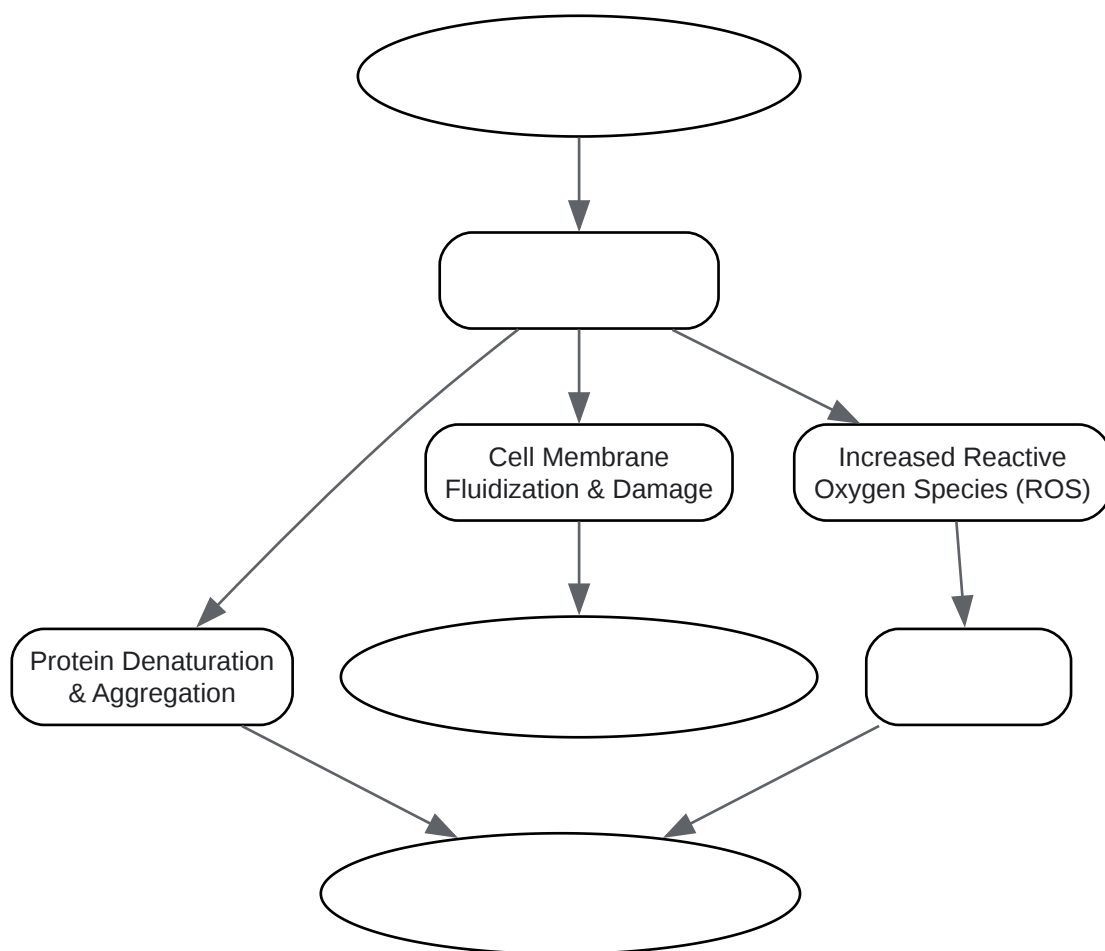 Cell Membrane
Fluidization & Damage
Increased Reactive
Oxygen Species (ROS)
Protein Denaturation
& Aggregation